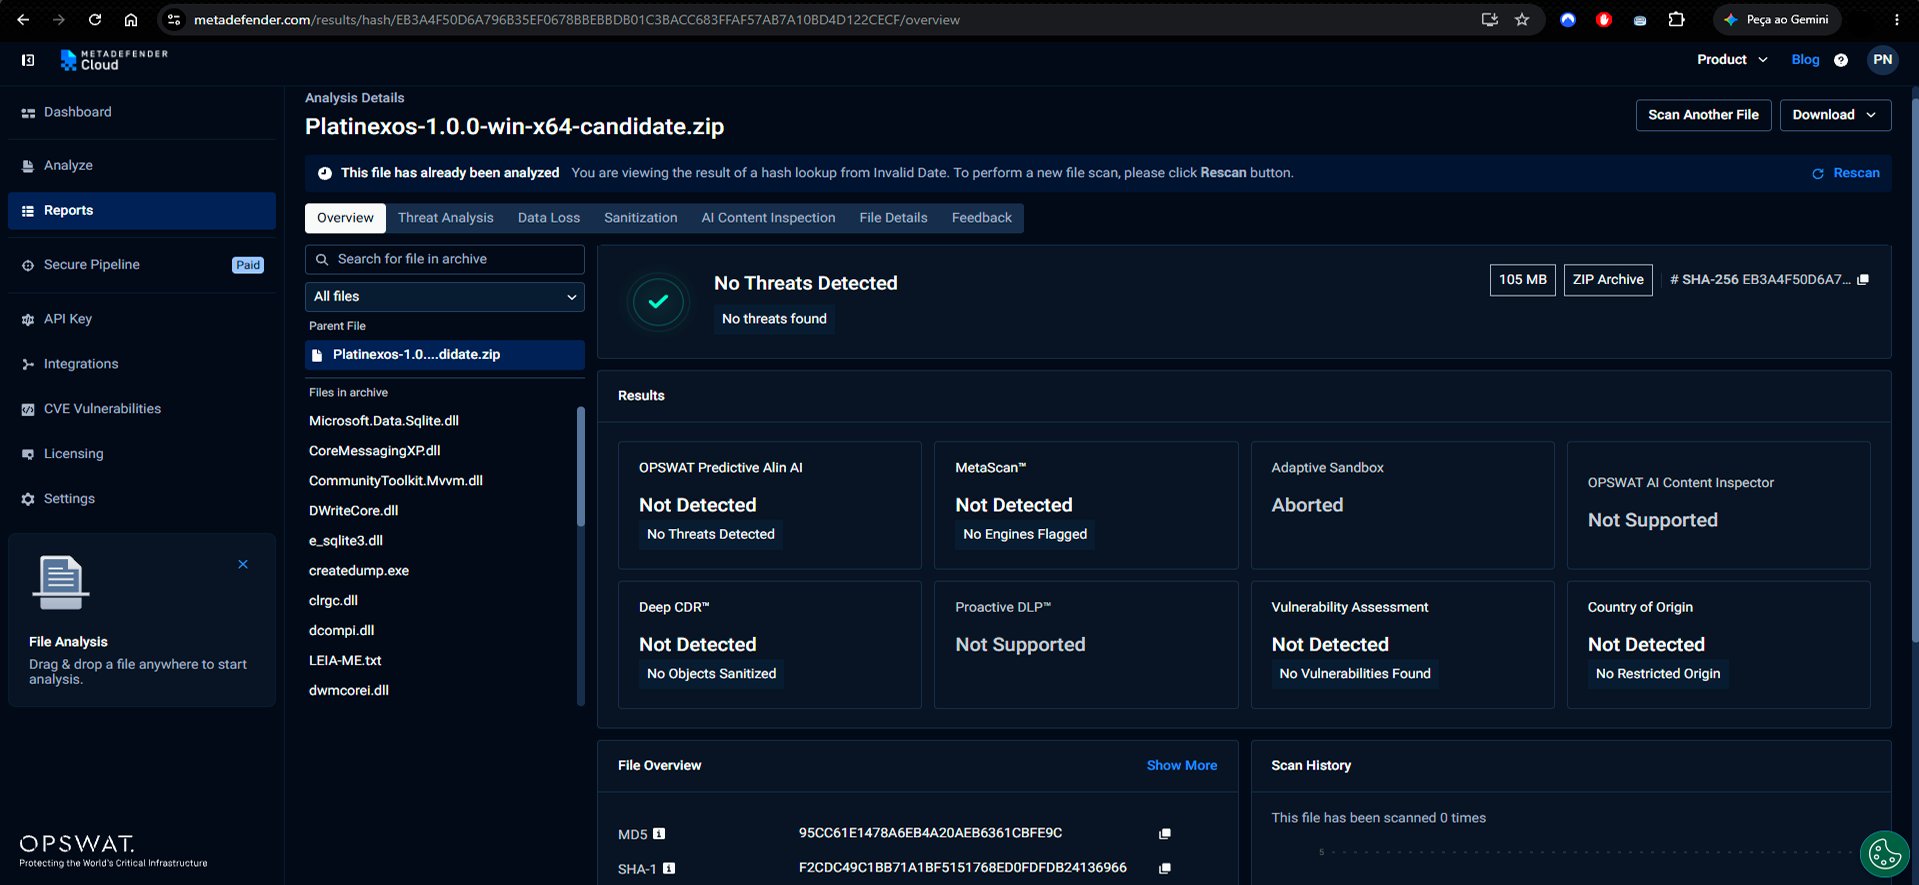 metadefender.com/results/hash/EB3A4F50D6A796B35EF0678BBEBBDB01C3BACC683FFAF57AB7A10BD4D122CECF/overview
Peça ao Gemini
METADEFENDER
Cloud
Product
Blog
?
PN
Dashboard
Analyze
Reports
Secure Pipeline
Paid
API Key
Integrations
CVE Vulnerabilities
Licensing
Settings
File Analysis
Drag & drop a file anywhere to start
analysis.
OPSWAT.
Protecting the World's Critical Infrastructure
Analysis Details
Platinexos-1.0.0-win-x64-candidate.zip
Scan Another File
Download
This file has already been analyzed You are viewing the result of a hash lookup from Invalid Date. To perform a new file scan, please click Rescan button.
Rescan
Overview
Threat Analysis
Data Loss
Sanitization
AI Content Inspection
File Details
Feedback
Search for file in archive
All files
Parent File
Platinexos-1.0....didate.zip
Files in archive
Microsoft.Data.Sqlite.dll
CoreMessagingXP.dll
CommunityToolkit.Mvvm.dll
DWriteCore.dll
e_sqlite3.dll
createdump.exe
clrgc.dll
dcompi.dll
LEIA-ME.txt
dwmcorei.dll
No Threats Detected
No threats found
105 MB
ZIP Archive
# SHA-256 EB3A4F50D6A7...
Results
OPSWAT Predictive Alin AI
Not Detected
No Threats Detected
MetaScan™
Not Detected
No Engines Flagged
Adaptive Sandbox
Aborted
OPSWAT AI Content Inspector
Not Supported
Deep CDR™
Not Detected
No Objects Sanitized
Proactive DLP™
Not Supported
Vulnerability Assessment
Not Detected
No Vulnerabilities Found
Country of Origin
Not Detected
No Restricted Origin
File Overview
Show More
MD5
95CC61E1478A6EB4A20AEB6361CBFE9C
SHA-1
F2CDC49C1BB71A1BF5151768ED0FDFDB24136966
Scan History
This file has been scanned 0 times
5